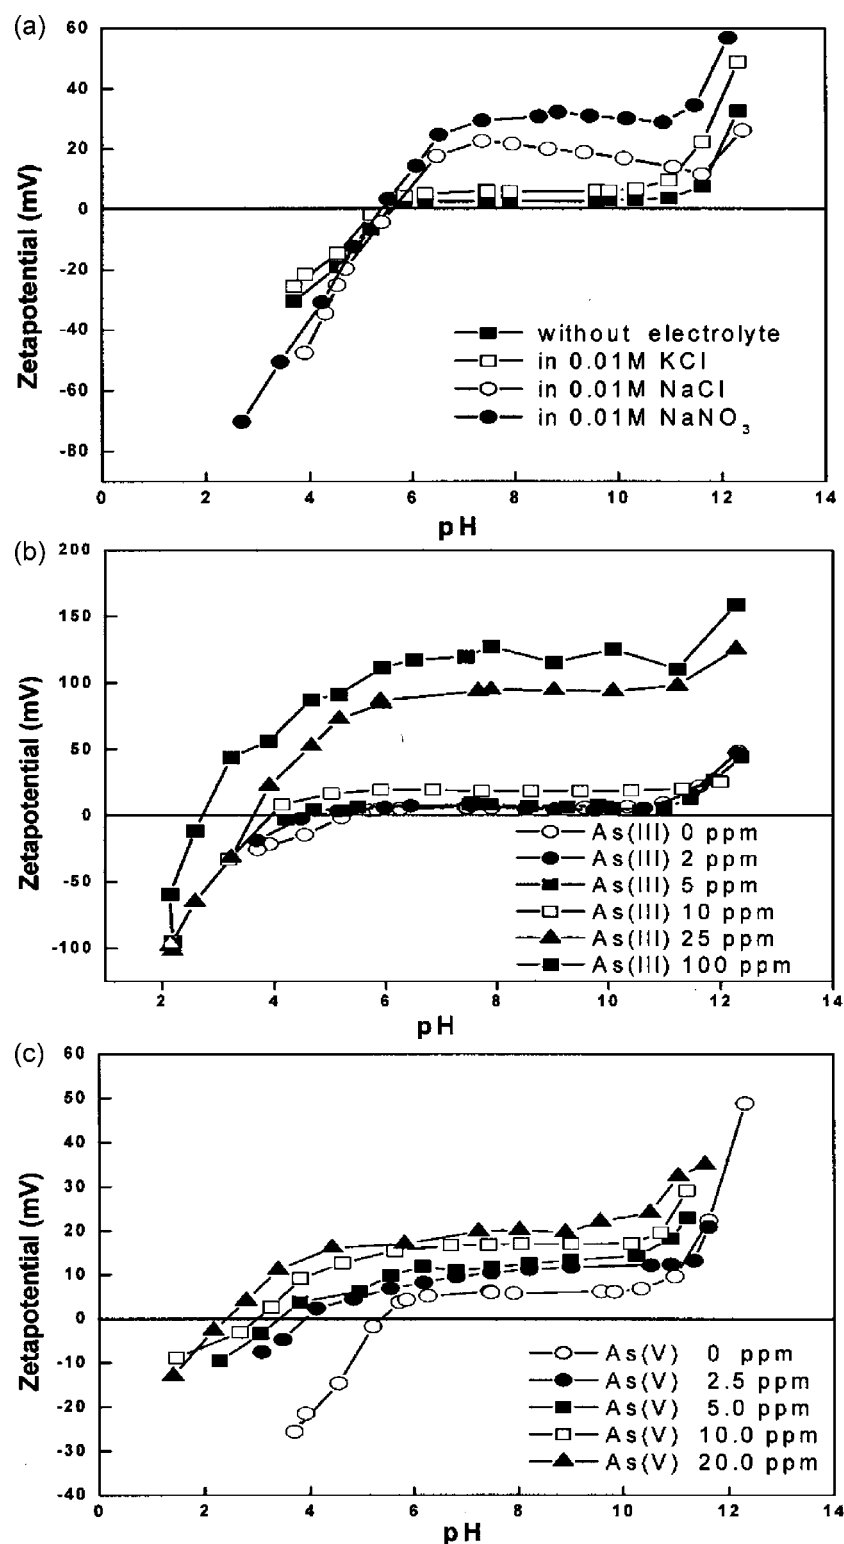 (a)
60
40
20
0
-20
-40
-60
-80
Zetapotential (mV)
without electrolyte
in 0.01M KCl
in 0.01M NaCl
in 0.01M NaNO3
0 2 4 6 8 10 12 14
pH
(b)
200
150
100
50
0
-50
-100
Zetapotential (mV)
As(III) 0 ppm
As(III) 2 ppm
As(III) 5 ppm
As(III) 10 ppm
As(III) 25 ppm
As(III) 100 ppm
2 4 6 8 10 12 14
pH
(c)
60
50
40
30
20
10
0
-10
-20
-30
-40
Zetapotential (mV)
As(V) 0 ppm
As(V) 2.5 ppm
As(V) 5.0 ppm
As(V) 10.0 ppm
As(V) 20.0 ppm
0 2 4 6 8 10 12 14
pH